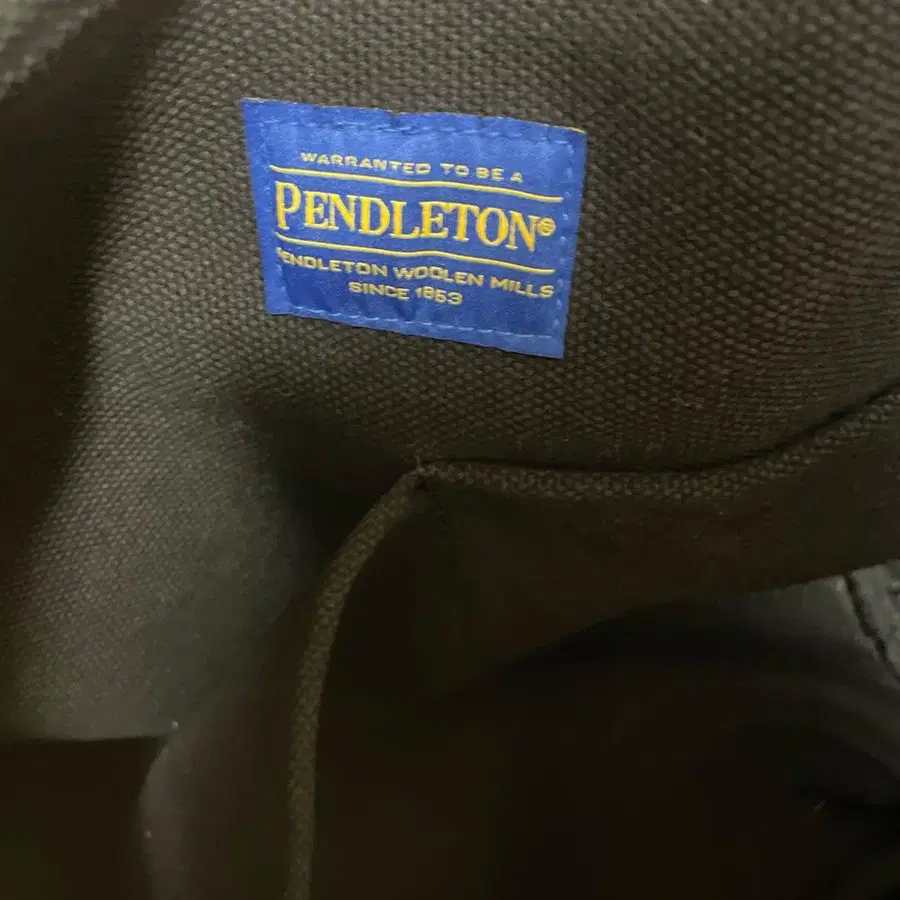 WARRANTED TO BE A
PENDLETON®
PENDLETON WOOLEN MILLS
SINCE 1863